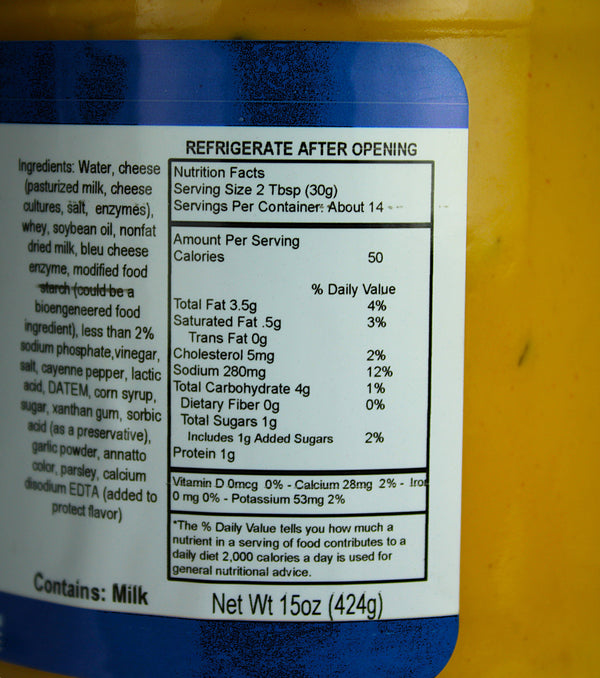 REFRIGERATE AFTER OPENING
Ingredients: Water, cheese
(pasturized milk, cheese
cultures, salt, enzymes),
whey, soybean oil, nonfat
dried milk, bleu cheese
enzyme, modified food
starch (could be a
bioengeneered food
ingredient), less than 2%
sodium phosphate, vinegar,
salt, cayenne pepper, lactic
acid, DATEM, corn syrup,
sugar, xanthan gum, sorbic
acid (as a preservative),
garlic powder, annatto
color, parsley, calcium
disodium EDTA (added to
protect flavor)
Contains: Milk
Nutrition Facts
Serving Size 2 Tbsp (30g)
Servings Per Container: About 14
Amount Per Serving
Calories 50
% Daily Value
Total Fat 3.5g 4%
Saturated Fat .5g 3%
Trans Fat 0g
Cholesterol 5mg 2%
Sodium 280mg 12%
Total Carbohydrate 4g 1%
Dietary Fiber 0g 0%
Total Sugars 1g
Includes 1g Added Sugars 2%
Protein 1g
Vitamin D 0mcg 0% - Calcium 28mg 2% - Iron
0 mg 0% - Potassium 53mg 2%
*The % Daily Value tells you how much a
nutrient in a serving of food contributes to a
daily diet 2,000 calories a day is used for
general nutritional advice.
Net Wt 15oz (424g)